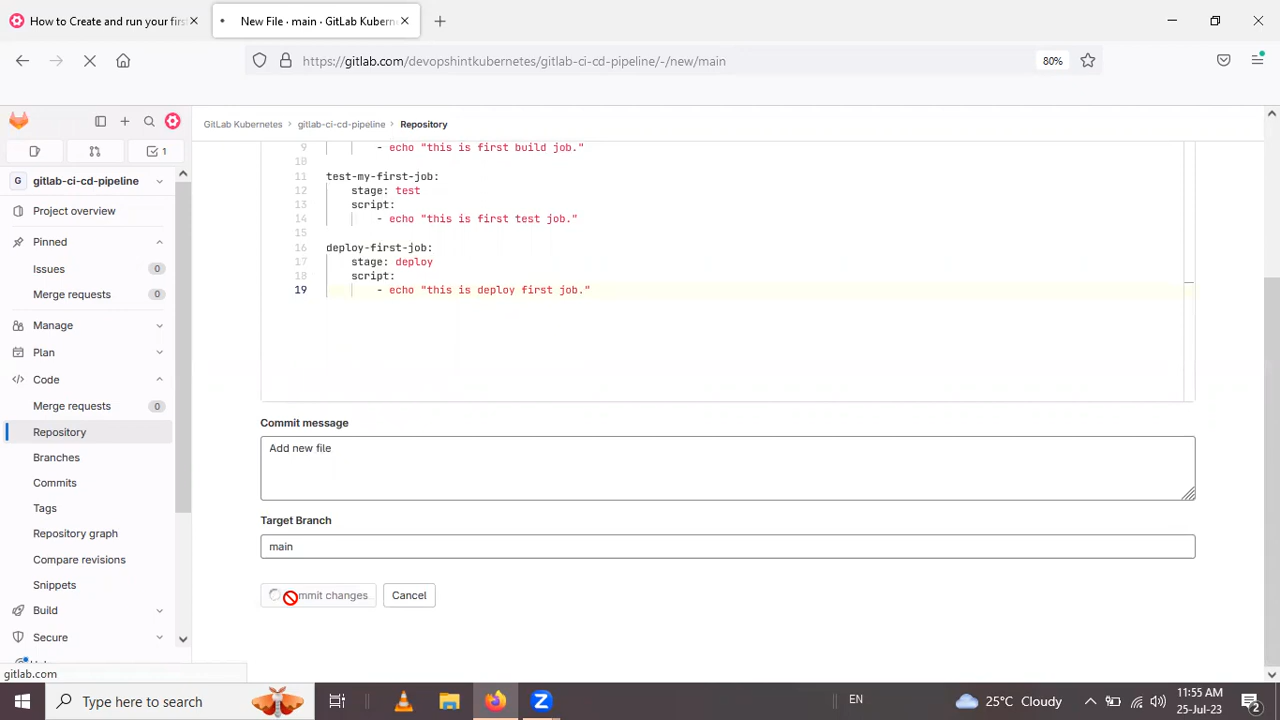 How to Create and run your first
New File · main · GitLab Kubern
https://gitlab.com/devopshintkubernetes/gitlab-ci-cd-pipeline/-/new/main
80%
1
G gitlab-ci-cd-pipeline
Project overview
Pinned
Issues 0
Merge requests 0
Manage
Plan
Code
Merge requests 0
Repository
Branches
Commits
Tags
Repository graph
Compare revisions
Snippets
Build
Secure
gitlab.com
GitLab Kubernetes > gitlab-ci-cd-pipeline > Repository
9 - echo "this is first build job."
10
11 test-my-first-job:
12 stage: test
13 script:
14 - echo "this is first test job."
15
16 deploy-first-job:
17 stage: deploy
18 script:
19 - echo "this is deploy first job."
Commit message
Add new file
Target Branch
main
mmit changes
Cancel
Type here to search
EN
25°C Cloudy
11:55 AM
25-Jul-23
2